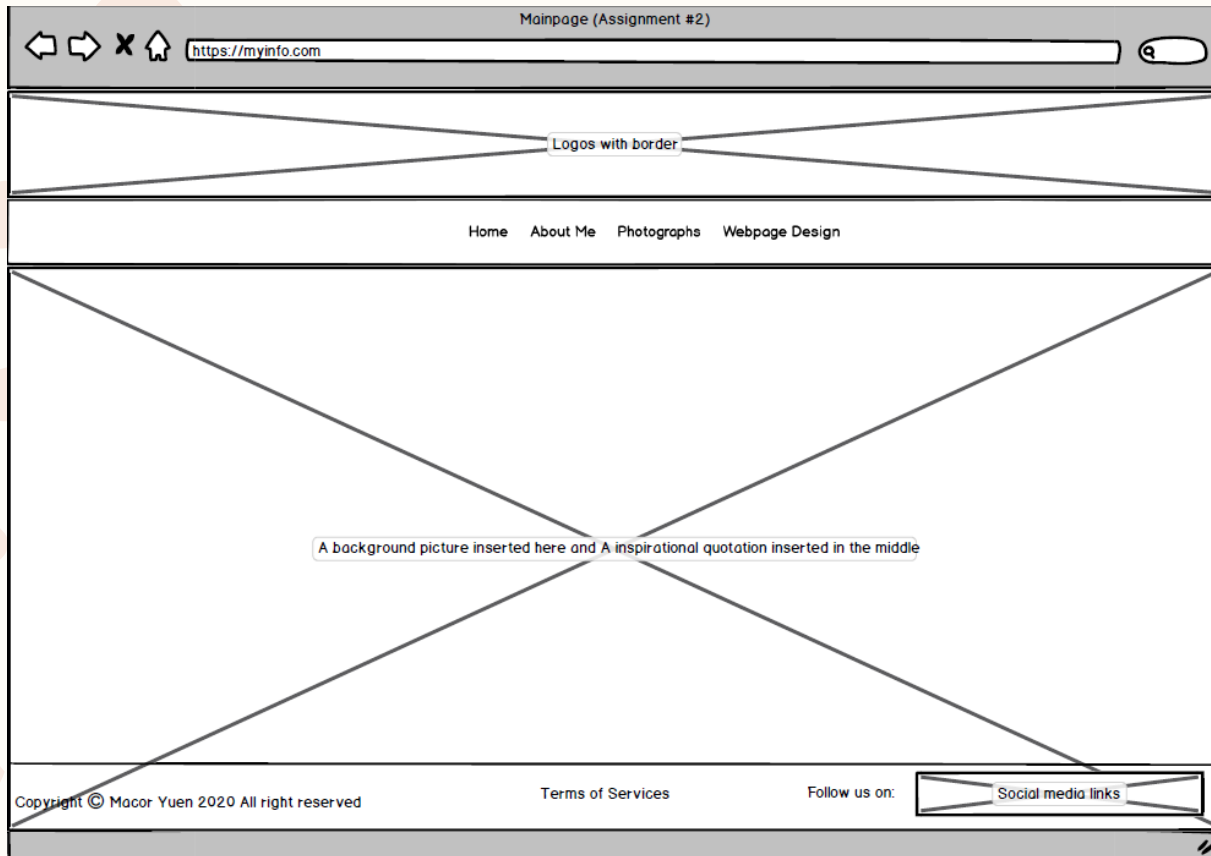 Mainpage (Assignment #2)
https://myinfo.com
Logos with border
Home About Me Photographs Webpage Design
A background picture inserted here and A inspirational quotation inserted in the middle
Copyright © Macor Yuen 2020 All right reserved
Terms of Services
Follow us on:
Social media links